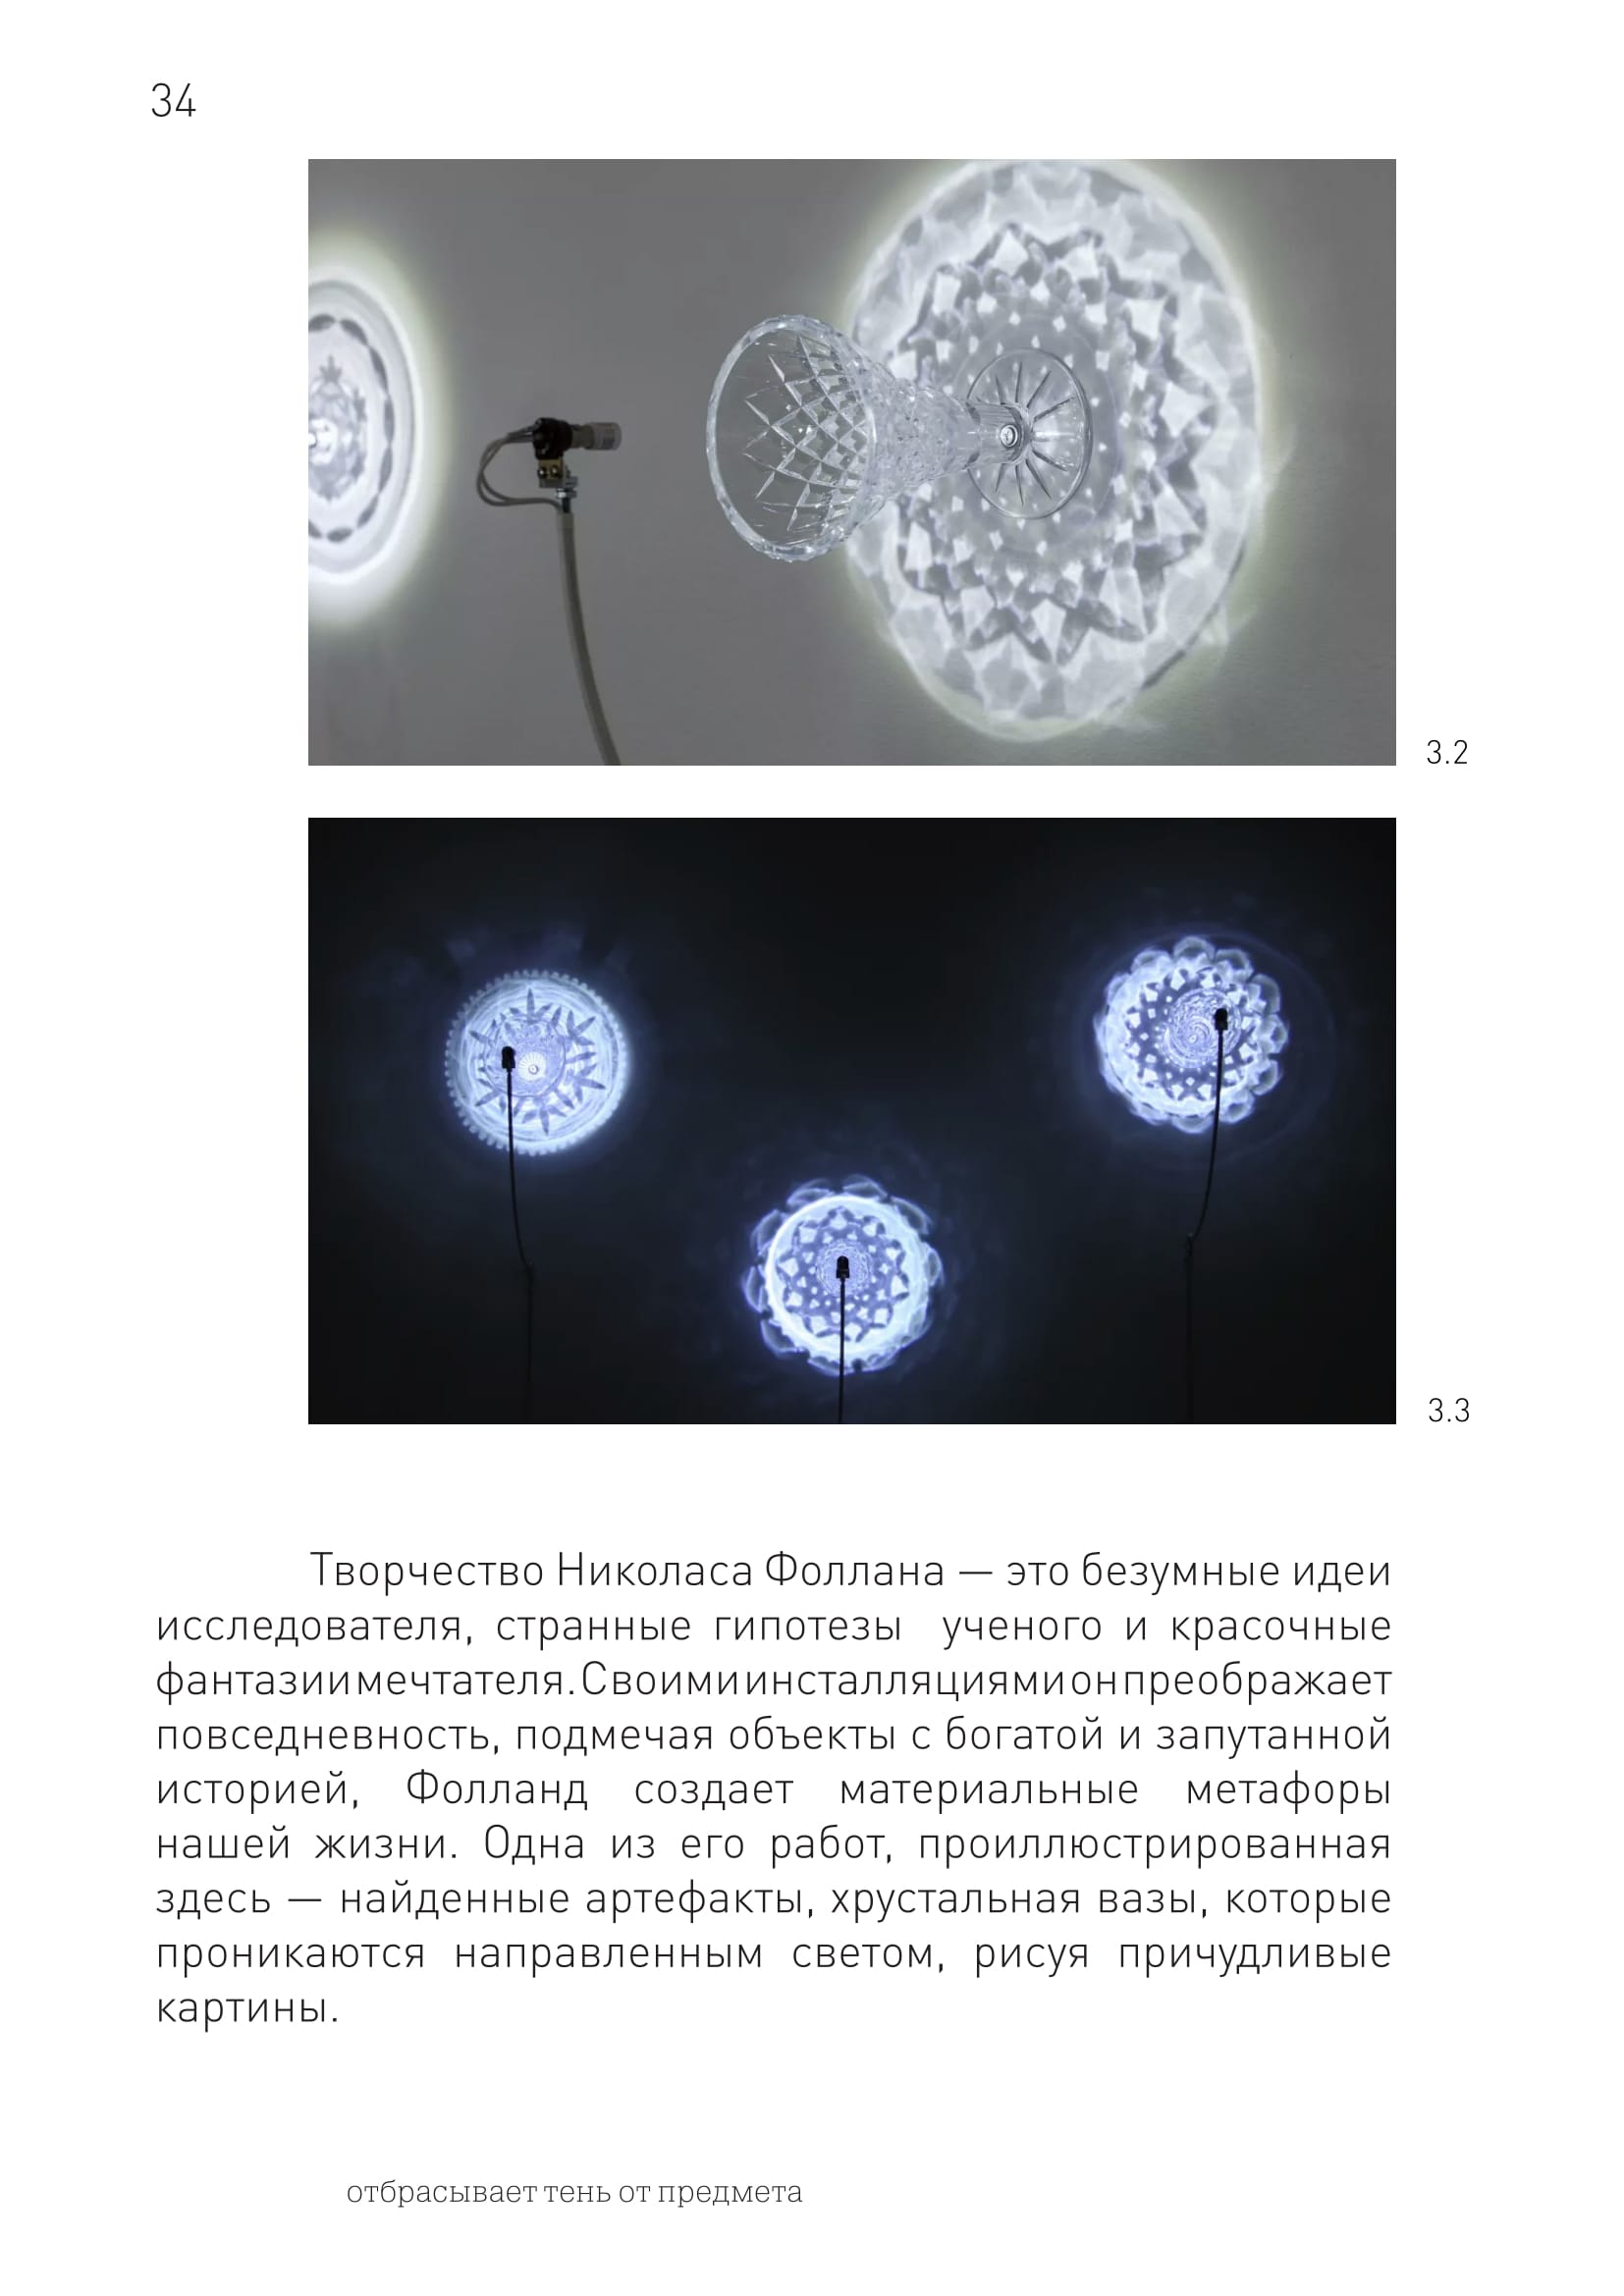 34
3.2
3.3
Творчество Николаса Фоллана — это безумные идеи
исследователя, странные гипотезы ученого и красочные
фантазии мечтателя. Своими инсталляциями он преображает
повседневность, подмечая объекты с богатой и запутанной
историей, Фолланд создает материальные метафоры
нашей жизни. Одна из его работ, проиллюстрированная
здесь — найденные артефакты, хрустальная вазы, которые
проникаются направленным светом, рисуя причудливые
картины.
отбрасывает тень от предмета